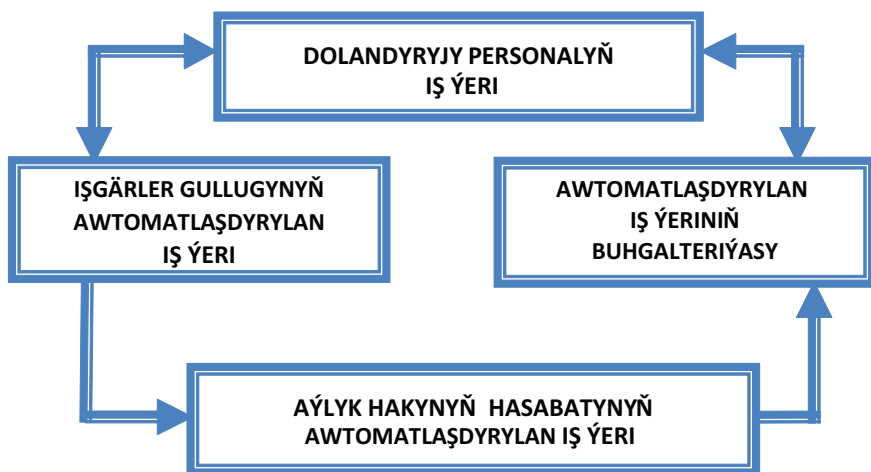 DOLANDYRYJY PERSONALYŇ
IŞ ÝERI
IŞGÄRLER GULLUGYNYŇ
AWTOMATLAŞDYRYLAN
IŞ ÝERI
AWTOMATLAŞDYRYLAN
IŞ ÝERINIŇ
BUHGALTERIÝASY
AÝLYK HAKYNYŇ HASABATYNYŇ
AWTOMATLAŞDYRYLAN IŞ ÝERI